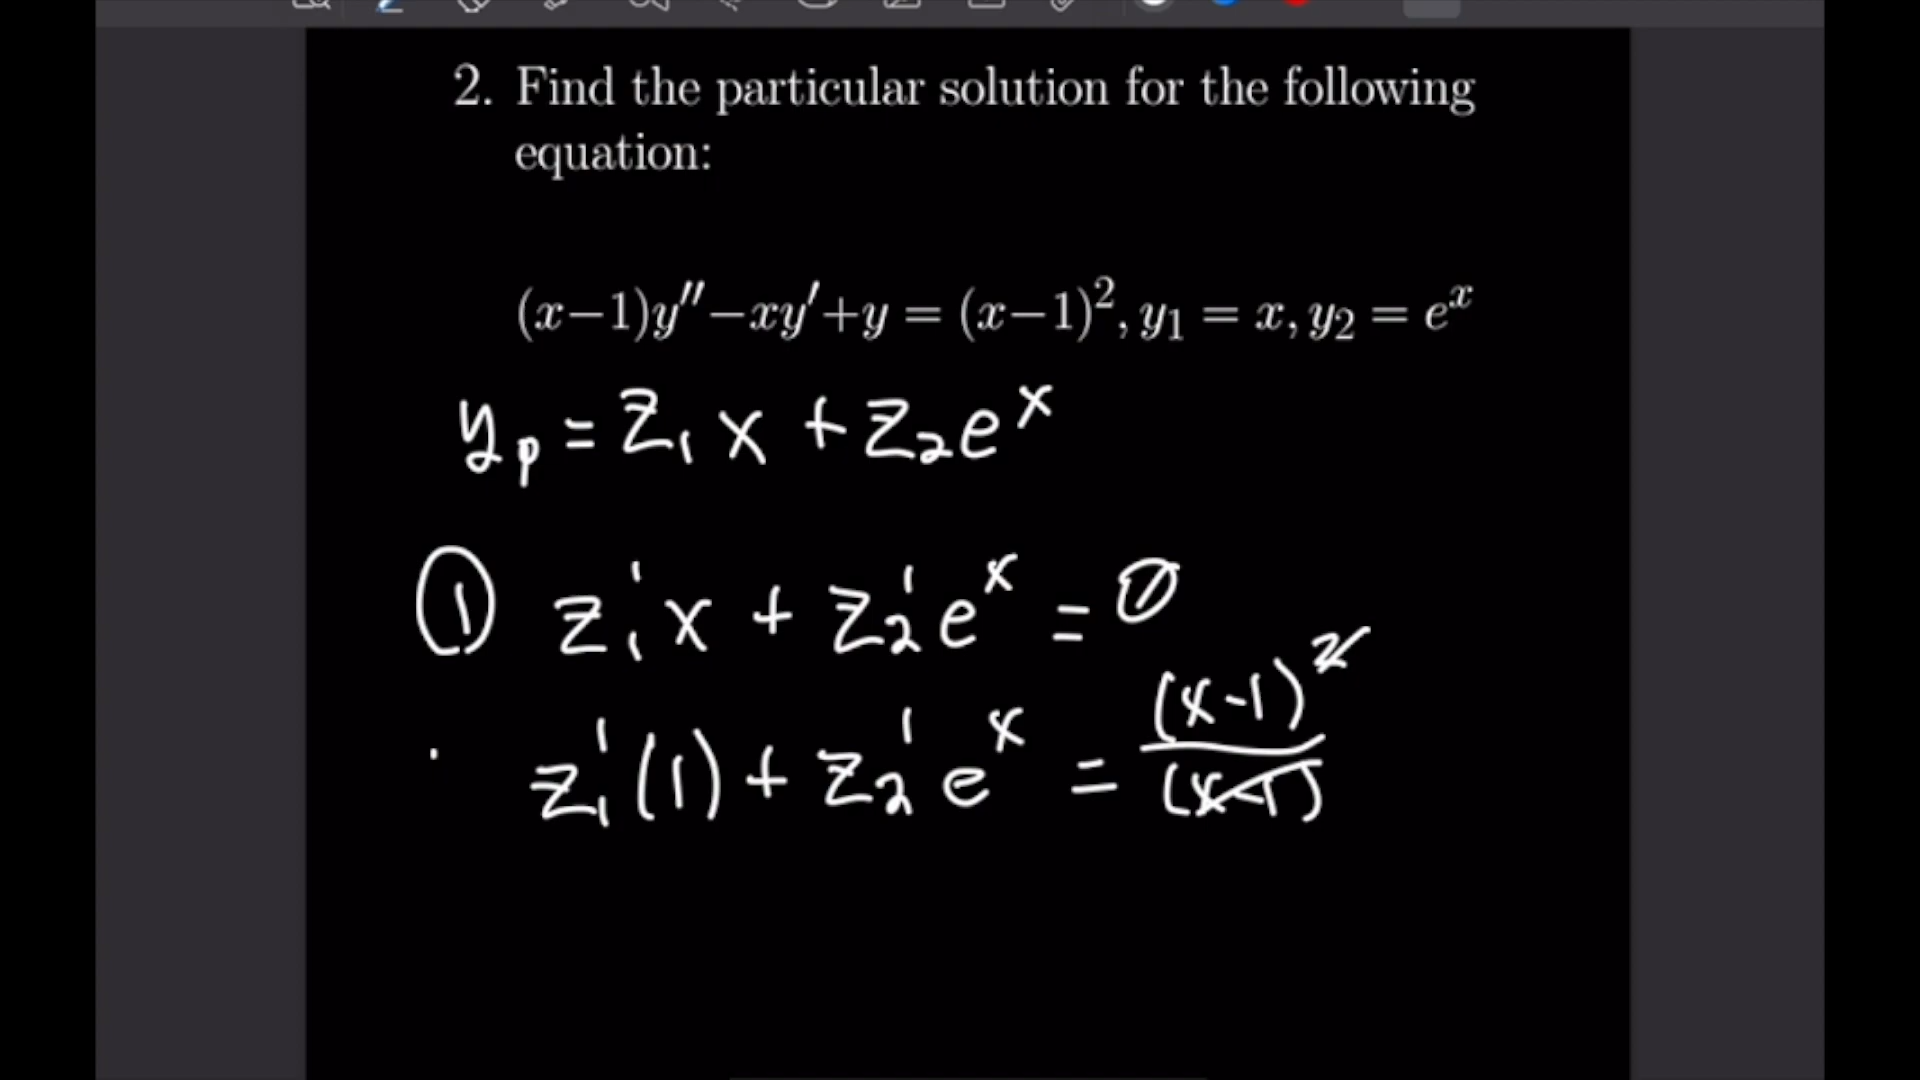 2. Find the particular solution for the following
equation:
(x−1)y″−xy′+y = (x−1)², y₁ = x, y₂ = eˣ
yₚ = z₁x + z₂eˣ
① z₁′x + z₂′eˣ = 0
z₁′(1) + z₂′eˣ = (x-1)²/(x-1)